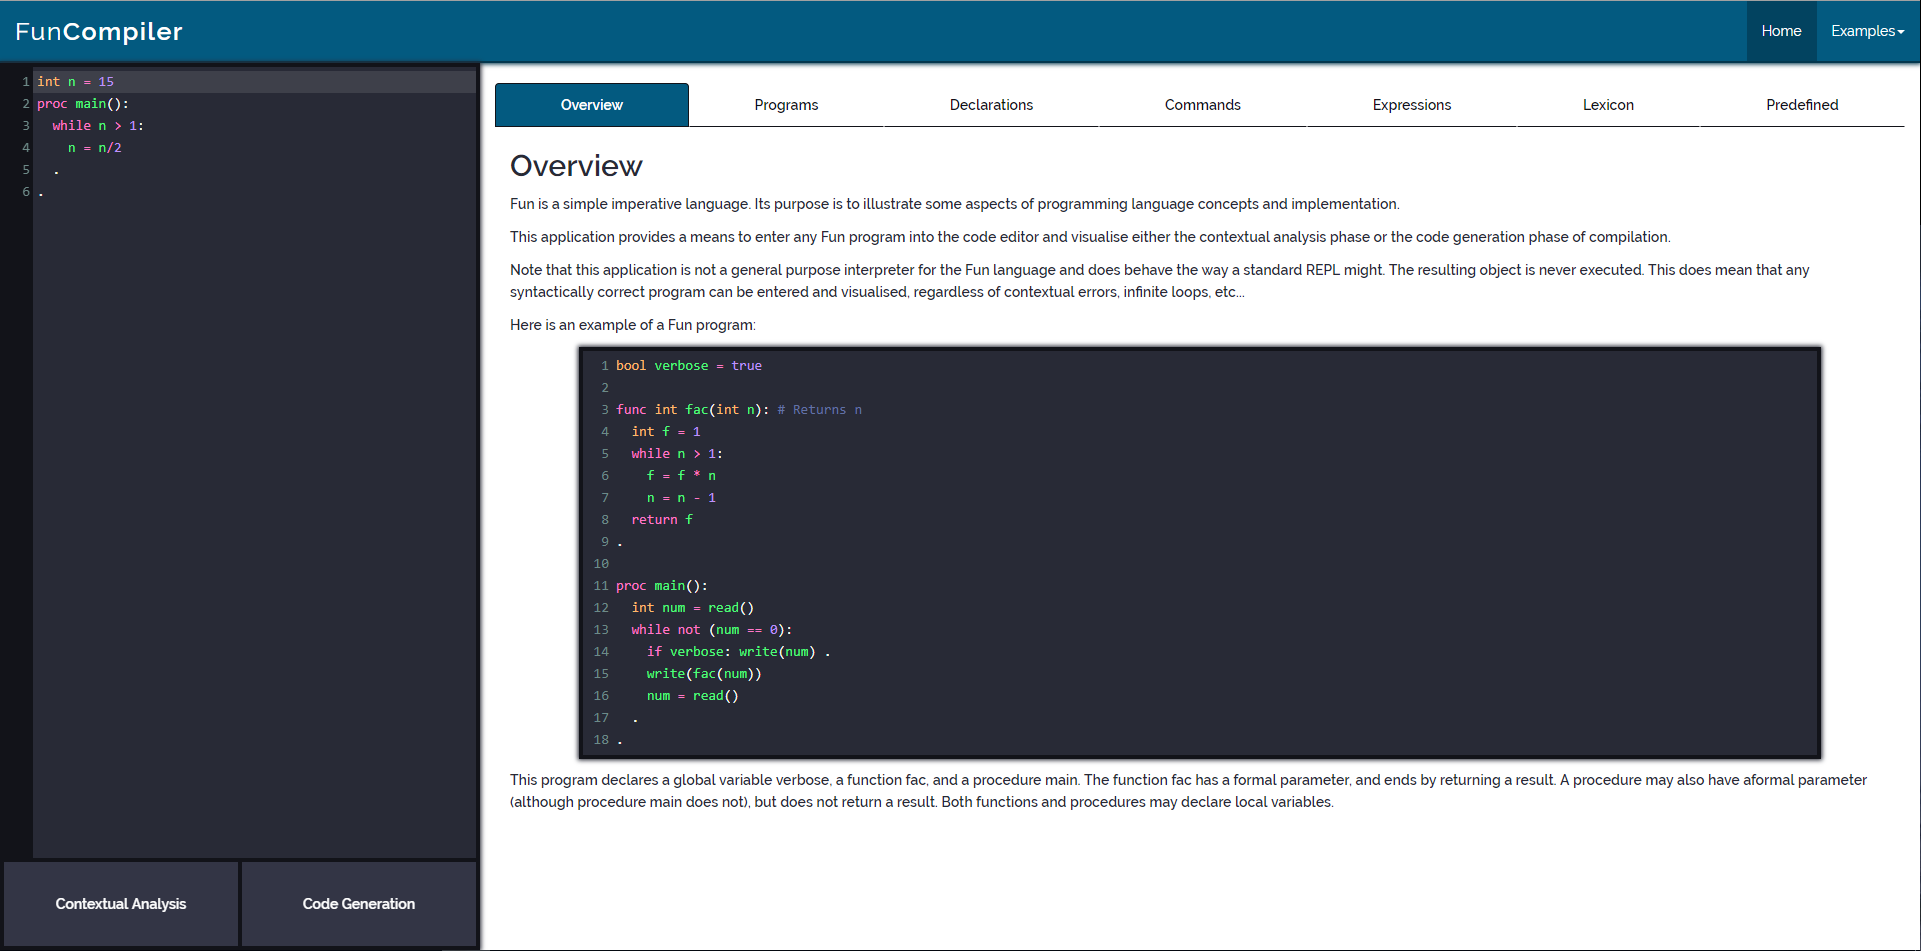 FunCompiler
Home
Examples
1 int n = 15
2 proc main():
3   while n > 1:
4     n = n/2
5   .
6 .
Contextual Analysis
Code Generation
Overview
Programs
Declarations
Commands
Expressions
Lexicon
Predefined
Overview
Fun is a simple imperative language. Its purpose is to illustrate some aspects of programming language concepts and implementation.
This application provides a means to enter any Fun program into the code editor and visualise either the contextual analysis phase or the code generation phase of compilation.
Note that this application is not a general purpose interpreter for the Fun language and does behave the way a standard REPL might. The resulting object is never executed. This does mean that any
syntactically correct program can be entered and visualised, regardless of contextual errors, infinite loops, etc...
Here is an example of a Fun program:
1 bool verbose = true
2
3 func int fac(int n): # Returns n
4   int f = 1
5   while n > 1:
6     f = f * n
7     n = n - 1
8   return f
9 .
10
11 proc main():
12   int num = read()
13   while not (num == 0):
14     if verbose: write(num) .
15     write(fac(num))
16     num = read()
17   .
18 .
This program declares a global variable verbose, a function fac, and a procedure main. The function fac has a formal parameter, and ends by returning a result. A procedure may also have aformal parameter
(although procedure main does not), but does not return a result. Both functions and procedures may declare local variables.